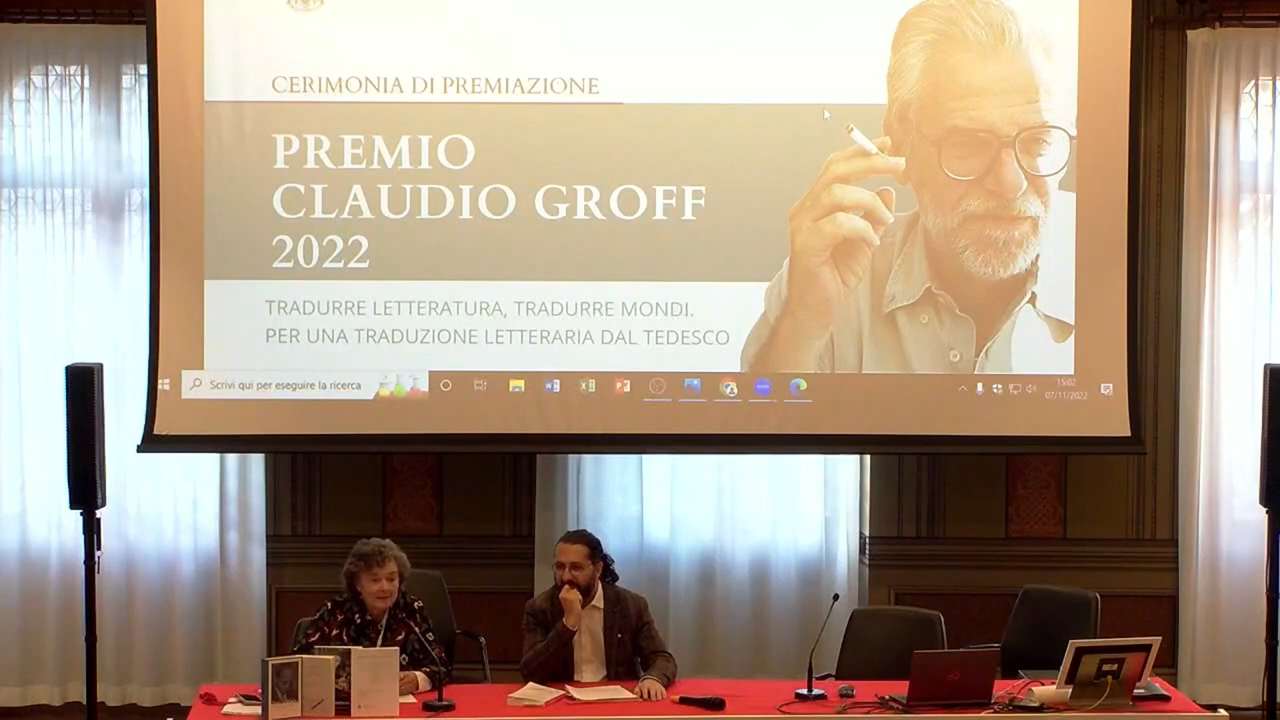 CERIMONIA DI PREMIAZIONE
PREMIO
CLAUDIO GROFF
2022
TRADURRE LETTERATURA, TRADURRE MONDI.
PER UNA TRADUZIONE LETTERARIA DAL TEDESCO
Scrivi qui per eseguire la ricerca
15:02
07/11/2022